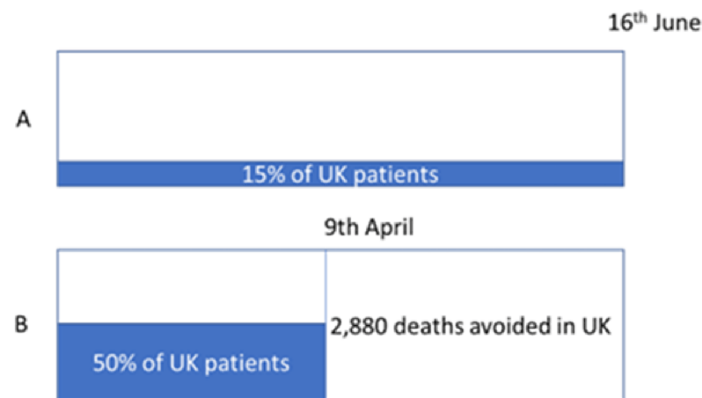 16th June
A
15% of UK patients
9th April
B
2,880 deaths avoided in UK
50% of UK patients